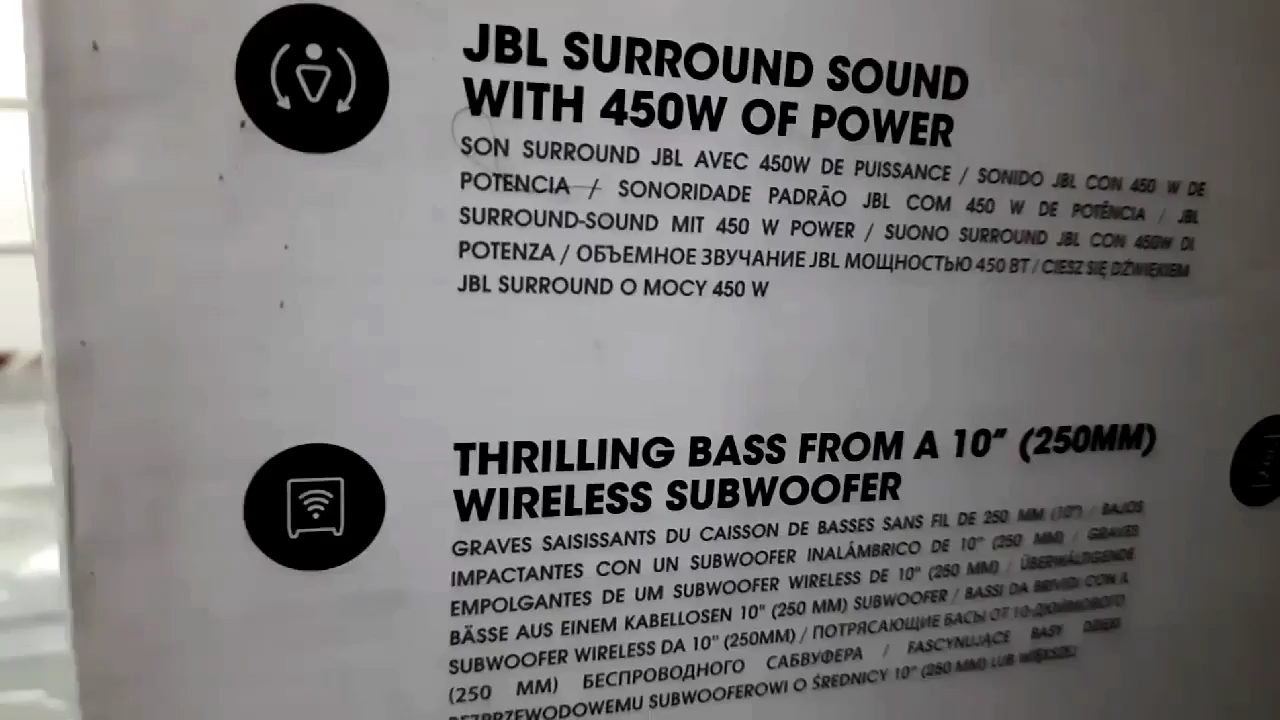 JBL SURROUND SOUND
WITH 450W OF POWER
SON SURROUND JBL AVEC 450W DE PUISSANCE / SONIDO JBL CON 450 W DE
POTENCIA / SONORIDADE PADRÃO JBL COM 450 W DE POTÊNCIA / JBL
SURROUND-SOUND MIT 450 W POWER / SUONO SURROUND JBL CON 450W DI
POTENZA / ОБЪЕМНОЕ ЗВУЧАНИЕ JBL МОЩНОСТЬЮ 450 ВТ / CIESZ SIĘ DŹWIĘKIEM
JBL SURROUND O MOCY 450 W
THRILLING BASS FROM A 10” (250MM)
WIRELESS SUBWOOFER
GRAVES SAISISSANTS DU CAISSON DE BASSES SANS FIL DE 250 MM (10") / BAJOS
IMPACTANTES CON UN SUBWOOFER INALÁMBRICO DE 10" (250 MM) / GRAVES
EMPOLGANTES DE UM SUBWOOFER WIRELESS DE 10" (250 MM) / ÜBERWÄLTIGENDE
BÄSSE AUS EINEM KABELLOSEN 10" (250 MM) SUBWOOFER / BASSI DA BRIVIDI CON IL
SUBWOOFER WIRELESS DA 10" (250MM) / ПОТРЯСАЮЩИЕ БАСЫ ОТ 10-ДЮЙМОВОГО
(250 MM) БЕСПРОВОДНОГО САБВУФЕРА / FASCYNUJĄCE BASY DZIĘKI
BEZPRZEWODOWEMU SUBWOOFEROWI O ŚREDNICY 10" (250 MM) LUB WIĘKSZEJ